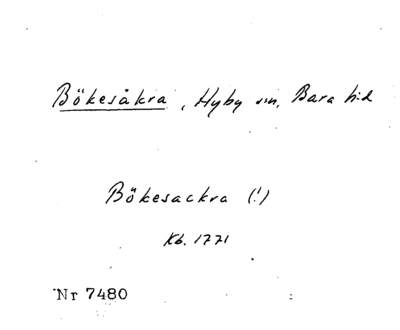 Bökesåkra, Hyby sn, Bara hd
Bökesackra (!)
Kb. 1771
Nr 7480